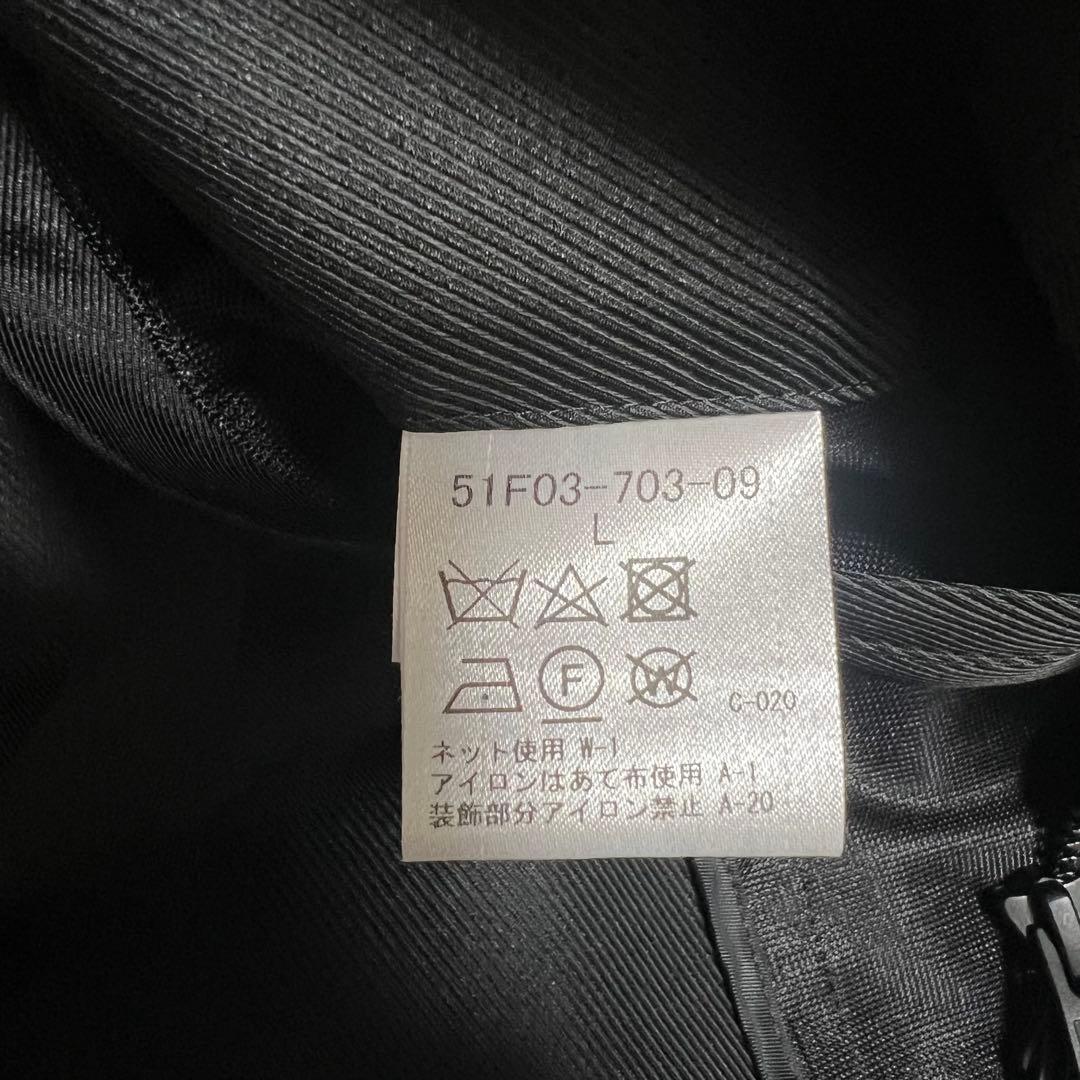 51F03-703-09
L
F W C-020
ネット使用 W-1
アイロンはあて布使用 A-1
装飾部分アイロン禁止 A-20